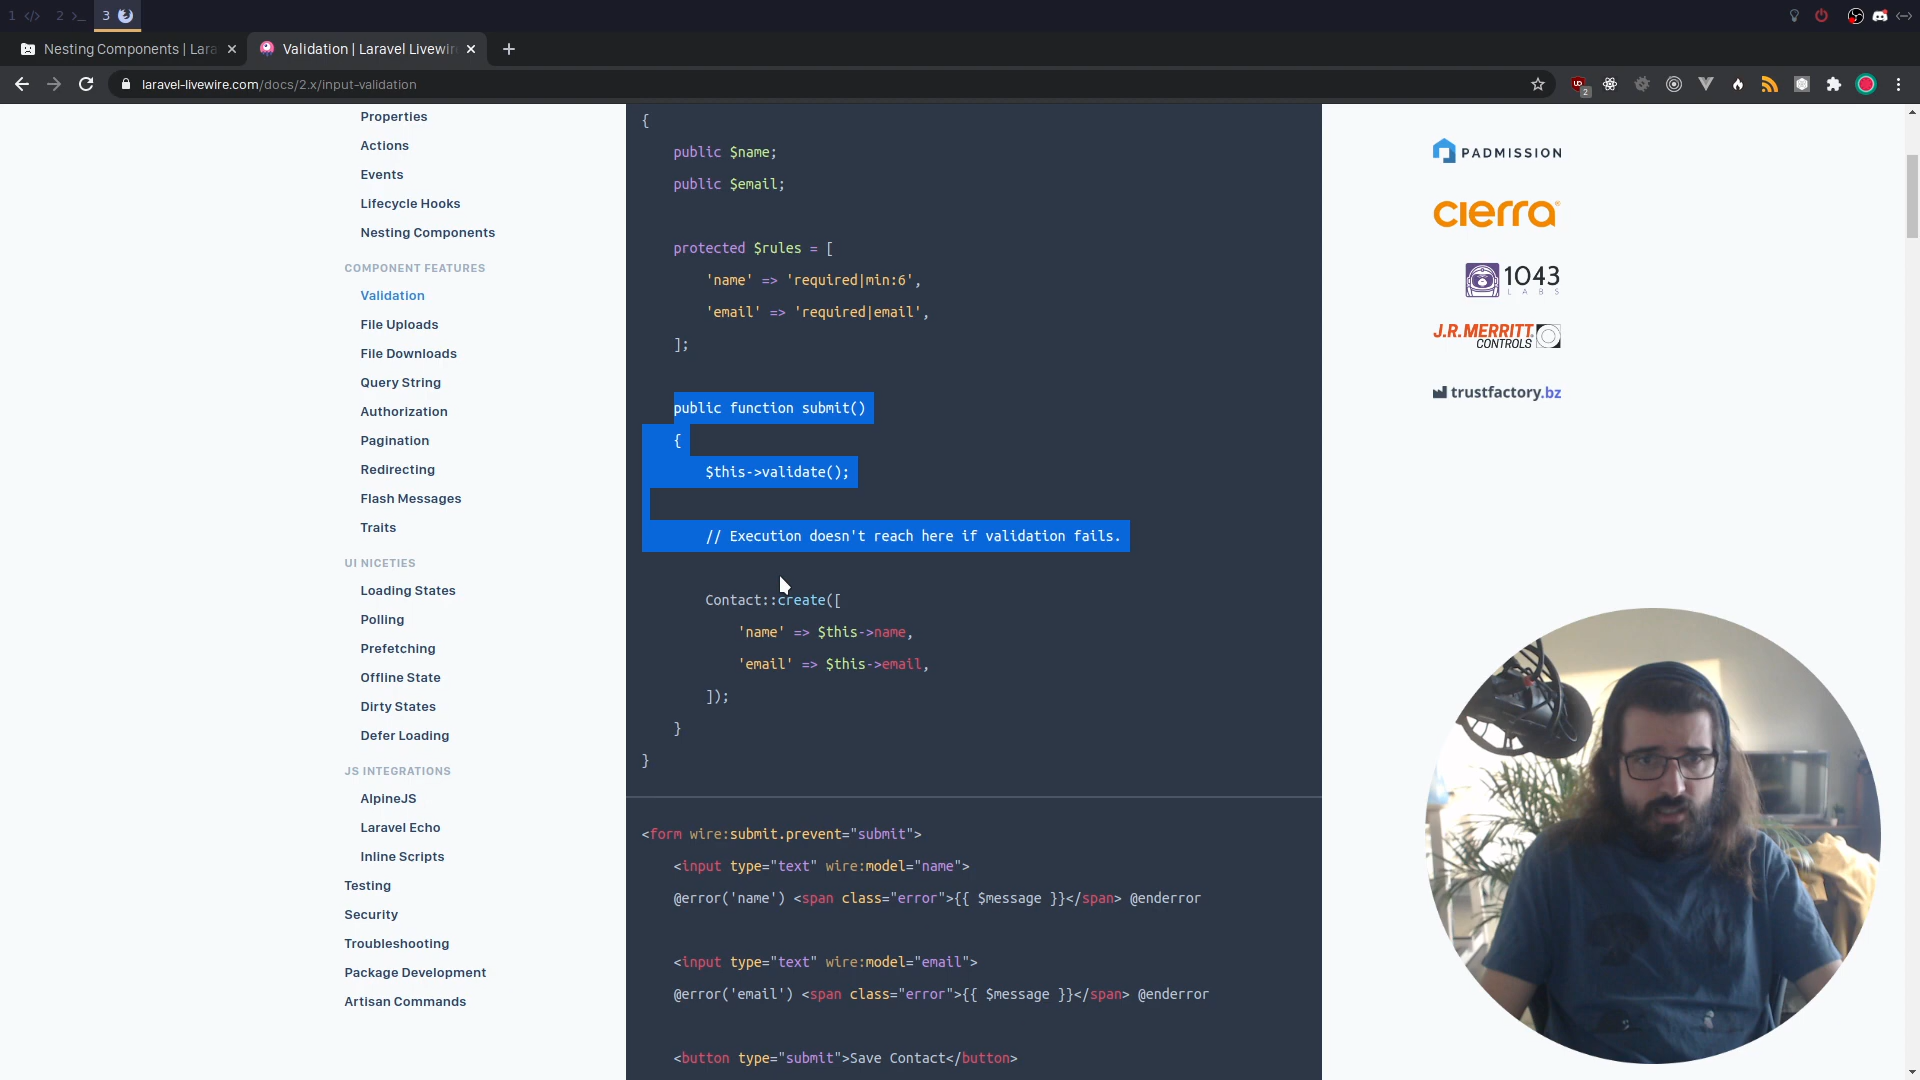 1 </> 2 >_ 3
Nesting Components | Lara
Validation | Laravel Livewir
laravel-livewire.com/docs/2.x/input-validation
2
Properties
Actions
Events
Lifecycle Hooks
Nesting Components
COMPONENT FEATURES
Validation
File Uploads
File Downloads
Query String
Authorization
Pagination
Redirecting
Flash Messages
Traits
UI NICETIES
Loading States
Polling
Prefetching
Offline State
Dirty States
Defer Loading
JS INTEGRATIONS
AlpineJS
Laravel Echo
Inline Scripts
Testing
Security
Troubleshooting
Package Development
Artisan Commands
{
public $name;
public $email;
protected $rules = [
'name' => 'required|min:6',
'email' => 'required|email',
];
public function submit()
{
$this->validate();
// Execution doesn't reach here if validation fails.
Contact::create([
'name' => $this->name,
'email' => $this->email,
]);
}
}
<form wire:submit.prevent="submit">
<input type="text" wire:model="name">
@error('name') <span class="error">{{ $message }}</span> @enderror
<input type="text" wire:model="email">
@error('email') <span class="error">{{ $message }}</span> @enderror
<button type="submit">Save Contact</button>
PADMISSION
cierra
1043
LABS
J.R.MERRITT
CONTROLS
trustfactory.bz